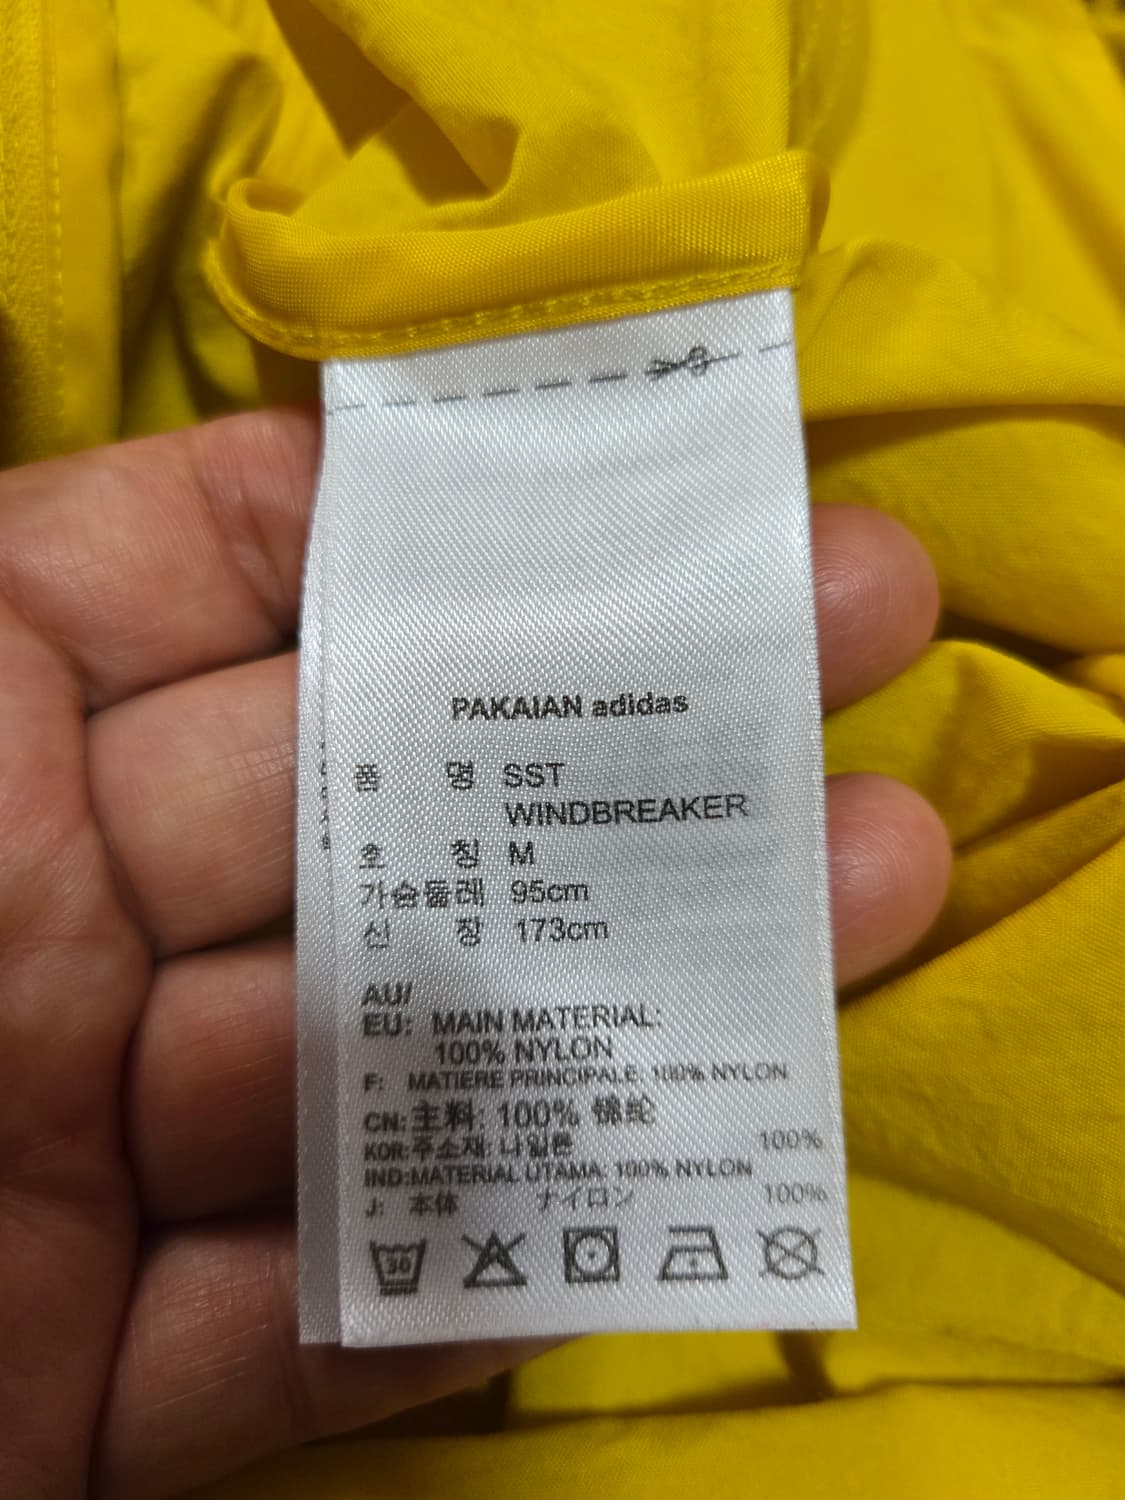 PAKAIAN adidas
품 명 SST
WINDBREAKER
호 칭 M
가슴둘레 95cm
신 장 173cm
AU/
EU: MAIN MATERIAL:
100% NYLON
F: MATIERE PRINCIPALE: 100% NYLON
CN: 主料: 100% 锦纶
KOR: 주소재: 나일론 100%
IND: MATERIAL UTAMA: 100% NYLON
J: 本体 ナイロン 100%
30